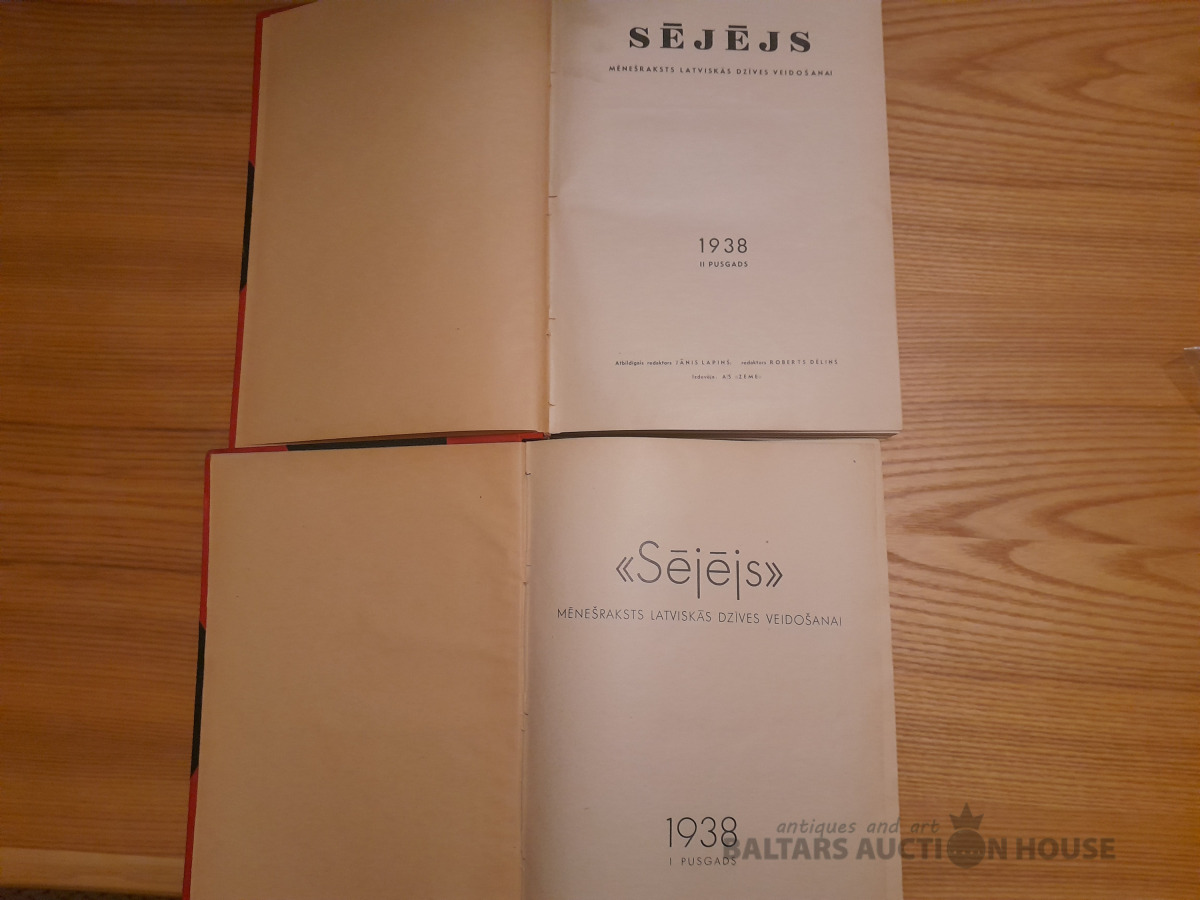 SĒJĒJS
MĒNEŠRAKSTS LATVISKĀS DZĪVES VEIDOŠANAI
1938
II PUSGADS
Atbildīgais redaktors JĀNIS LAPIŅŠ, redaktors ROBERTS DĒLIŅŠ
Izdevējs: A/S «ZEME»
«Sējējs»
MĒNEŠRAKSTS LATVISKĀS DZĪVES VEIDOŠANAI
1938
I PUSGADS
antiques and art
BALTARS AUCTION HOUSE